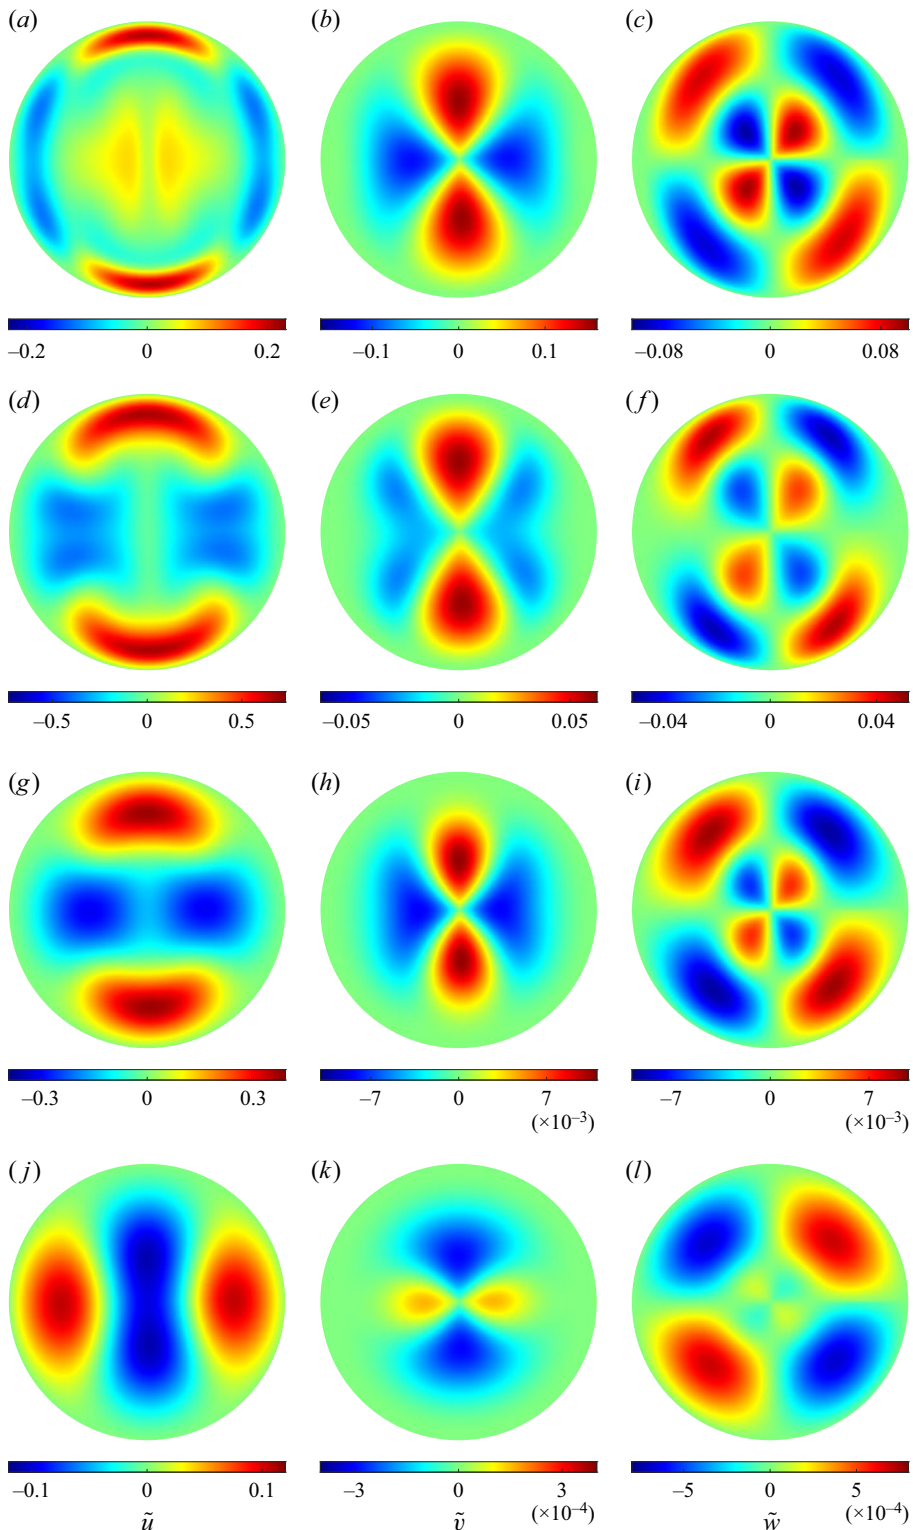 (a) (b) (c)
−0.2 0 0.2 −0.1 0 0.1 −0.08 0 0.08
(d) (e) (f)
−0.5 0 0.5 −0.05 0 0.05 −0.04 0 0.04
(g) (h) (i)
−0.3 0 0.3 −7 0 7 −7 0 7
(×10⁻³) (×10⁻³)
(j) (k) (l)
−0.1 0 0.1 −3 0 3 −5 0 5
(×10⁻⁴) (×10⁻⁴)
ũ ṽ w̃